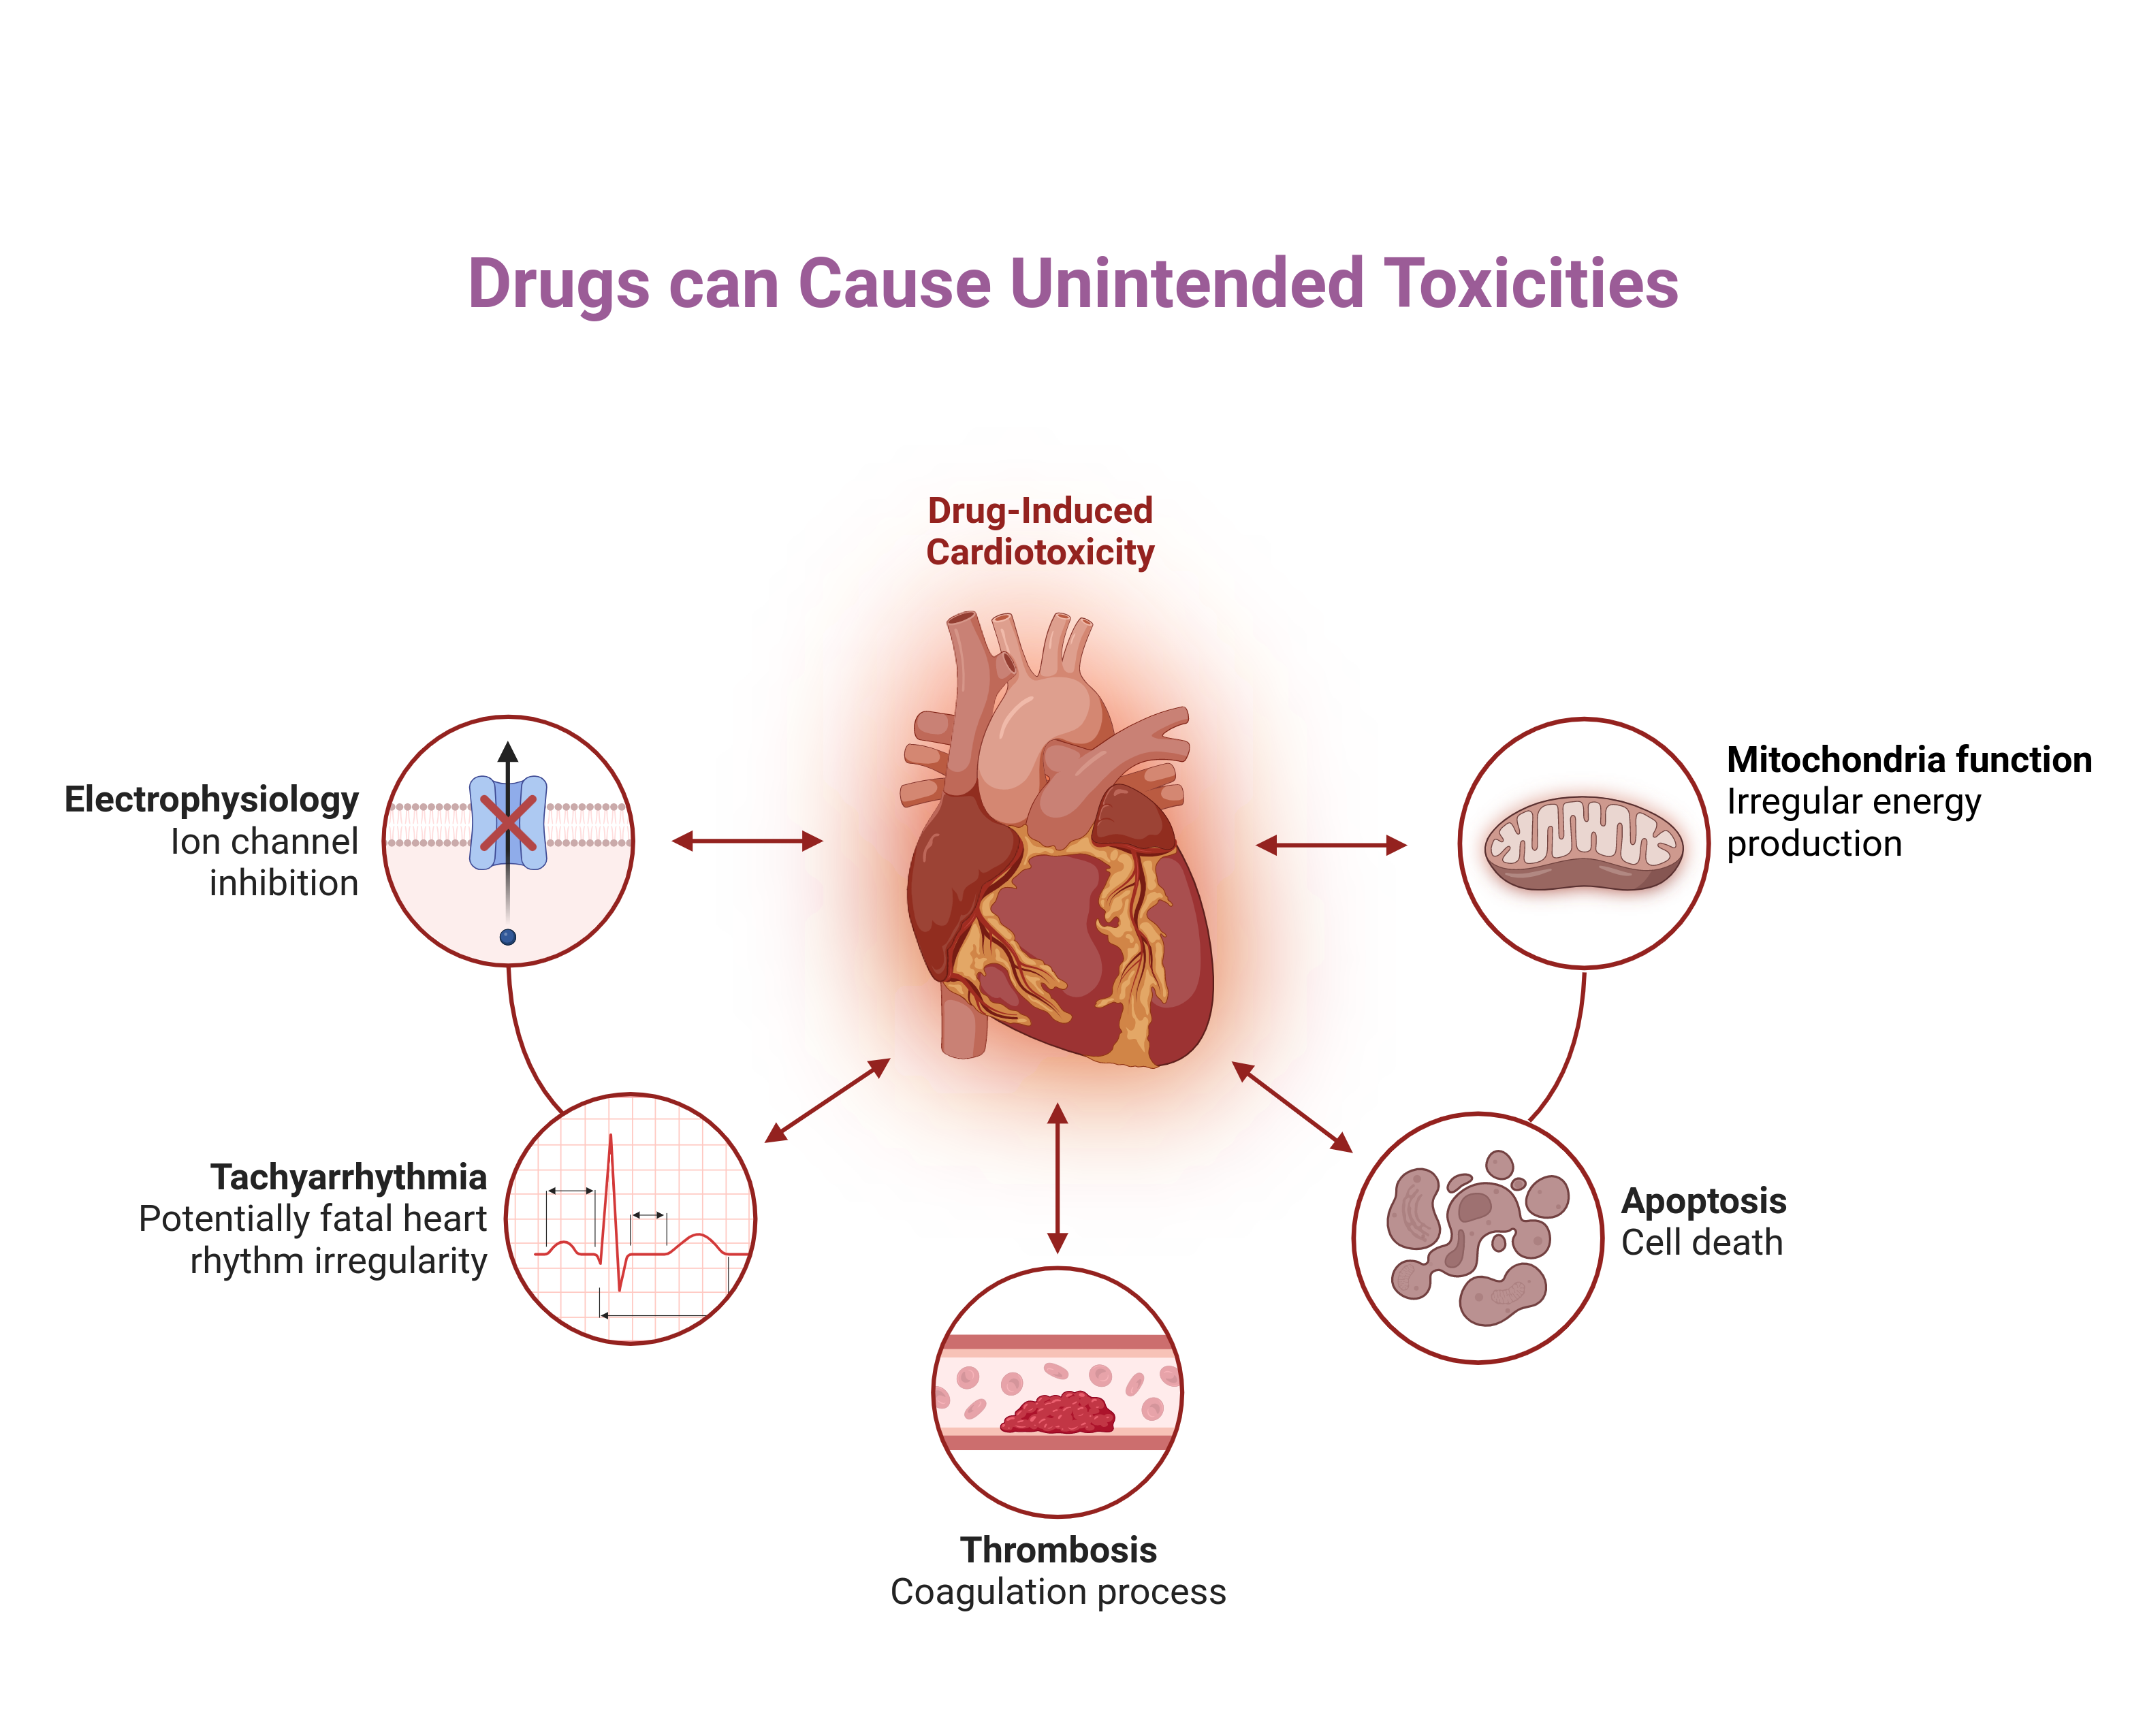 Drugs can Cause Unintended Toxicities
Drug-Induced
Cardiotoxicity
Electrophysiology
Ion channel
inhibition
Mitochondria function
Irregular energy
production
Tachyarrhythmia
Potentially fatal heart
rhythm irregularity
Apoptosis
Cell death
Thrombosis
Coagulation process